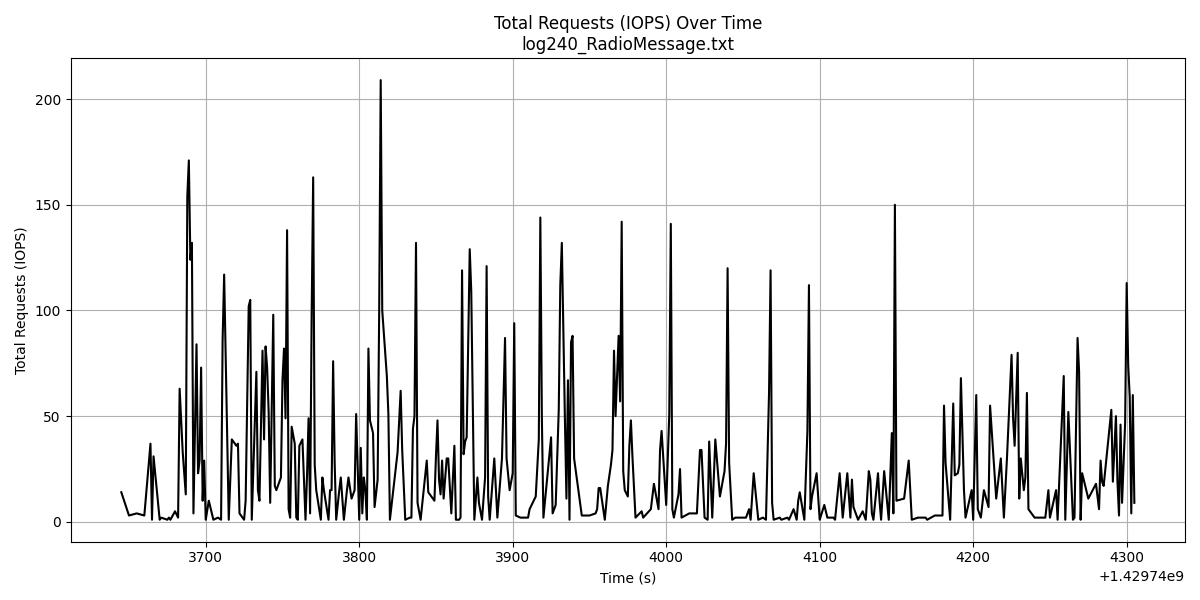 Total Requests (IOPS) Over Time
log240_RadioMessage.txt
Total Requests (IOPS)
200
150
100
50
0
3700 3800 3900 4000 4100 4200 4300
+1.42974e9
Time (s)